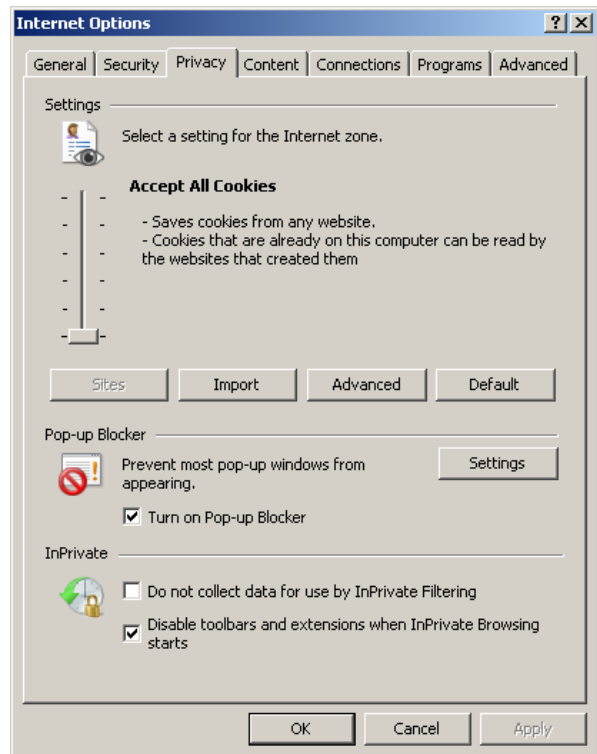 Internet Options
General Security Privacy Content Connections Programs Advanced
Settings
Select a setting for the Internet zone.
Accept All Cookies
- Saves cookies from any website.
- Cookies that are already on this computer can be read by
the websites that created them
Sites Import Advanced Default
Pop-up Blocker
Prevent most pop-up windows from
appearing.
Settings
Turn on Pop-up Blocker
InPrivate
Do not collect data for use by InPrivate Filtering
Disable toolbars and extensions when InPrivate Browsing
starts
OK Cancel Apply